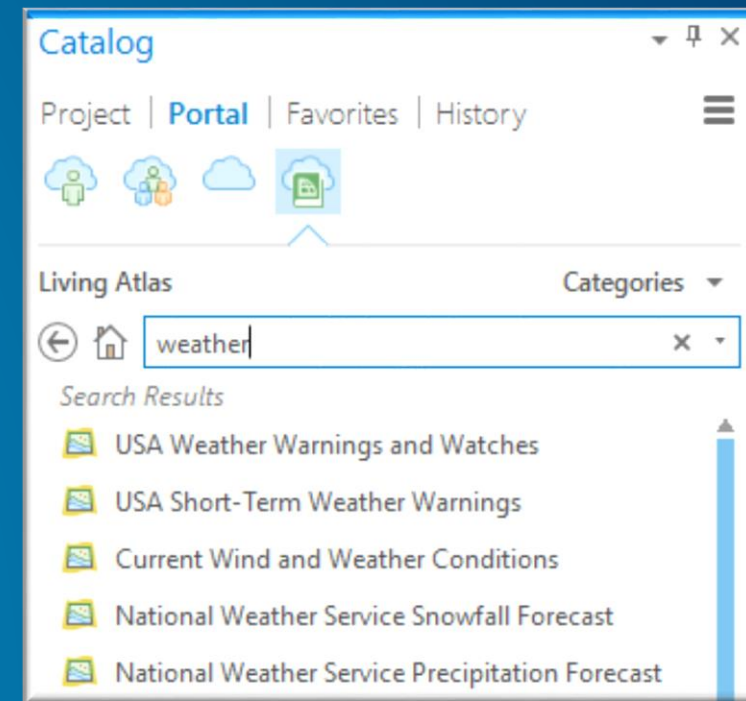 Catalog
Project | Portal | Favorites | History
Living Atlas Categories
weather
Search Results
USA Weather Warnings and Watches
USA Short-Term Weather Warnings
Current Wind and Weather Conditions
National Weather Service Snowfall Forecast
National Weather Service Precipitation Forecast